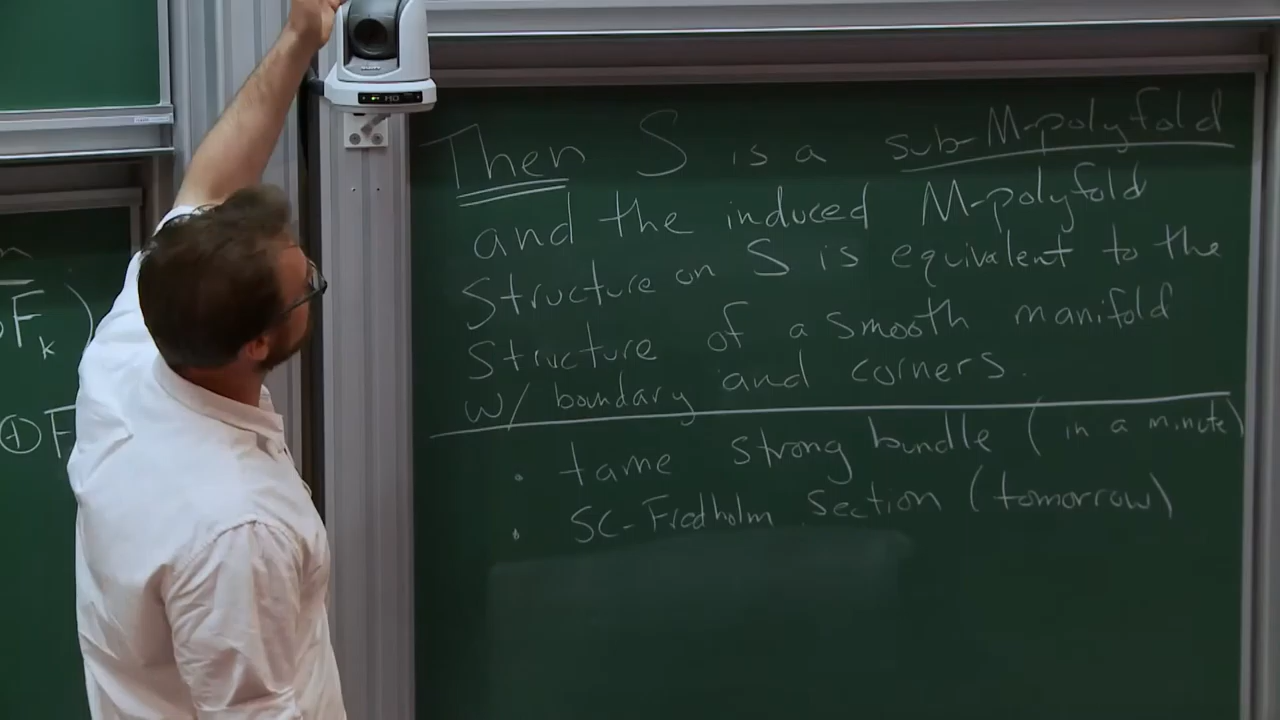 Then S is a sub-M-polyfold
and the induced M-polyfold
Structure on S is equivalent to the
Structure of a smooth manifold
w/ boundary and corners.
• tame strong bundle (in a minute)
• SC-Fredholm section (tomorrow)
F_k )
⊕ F